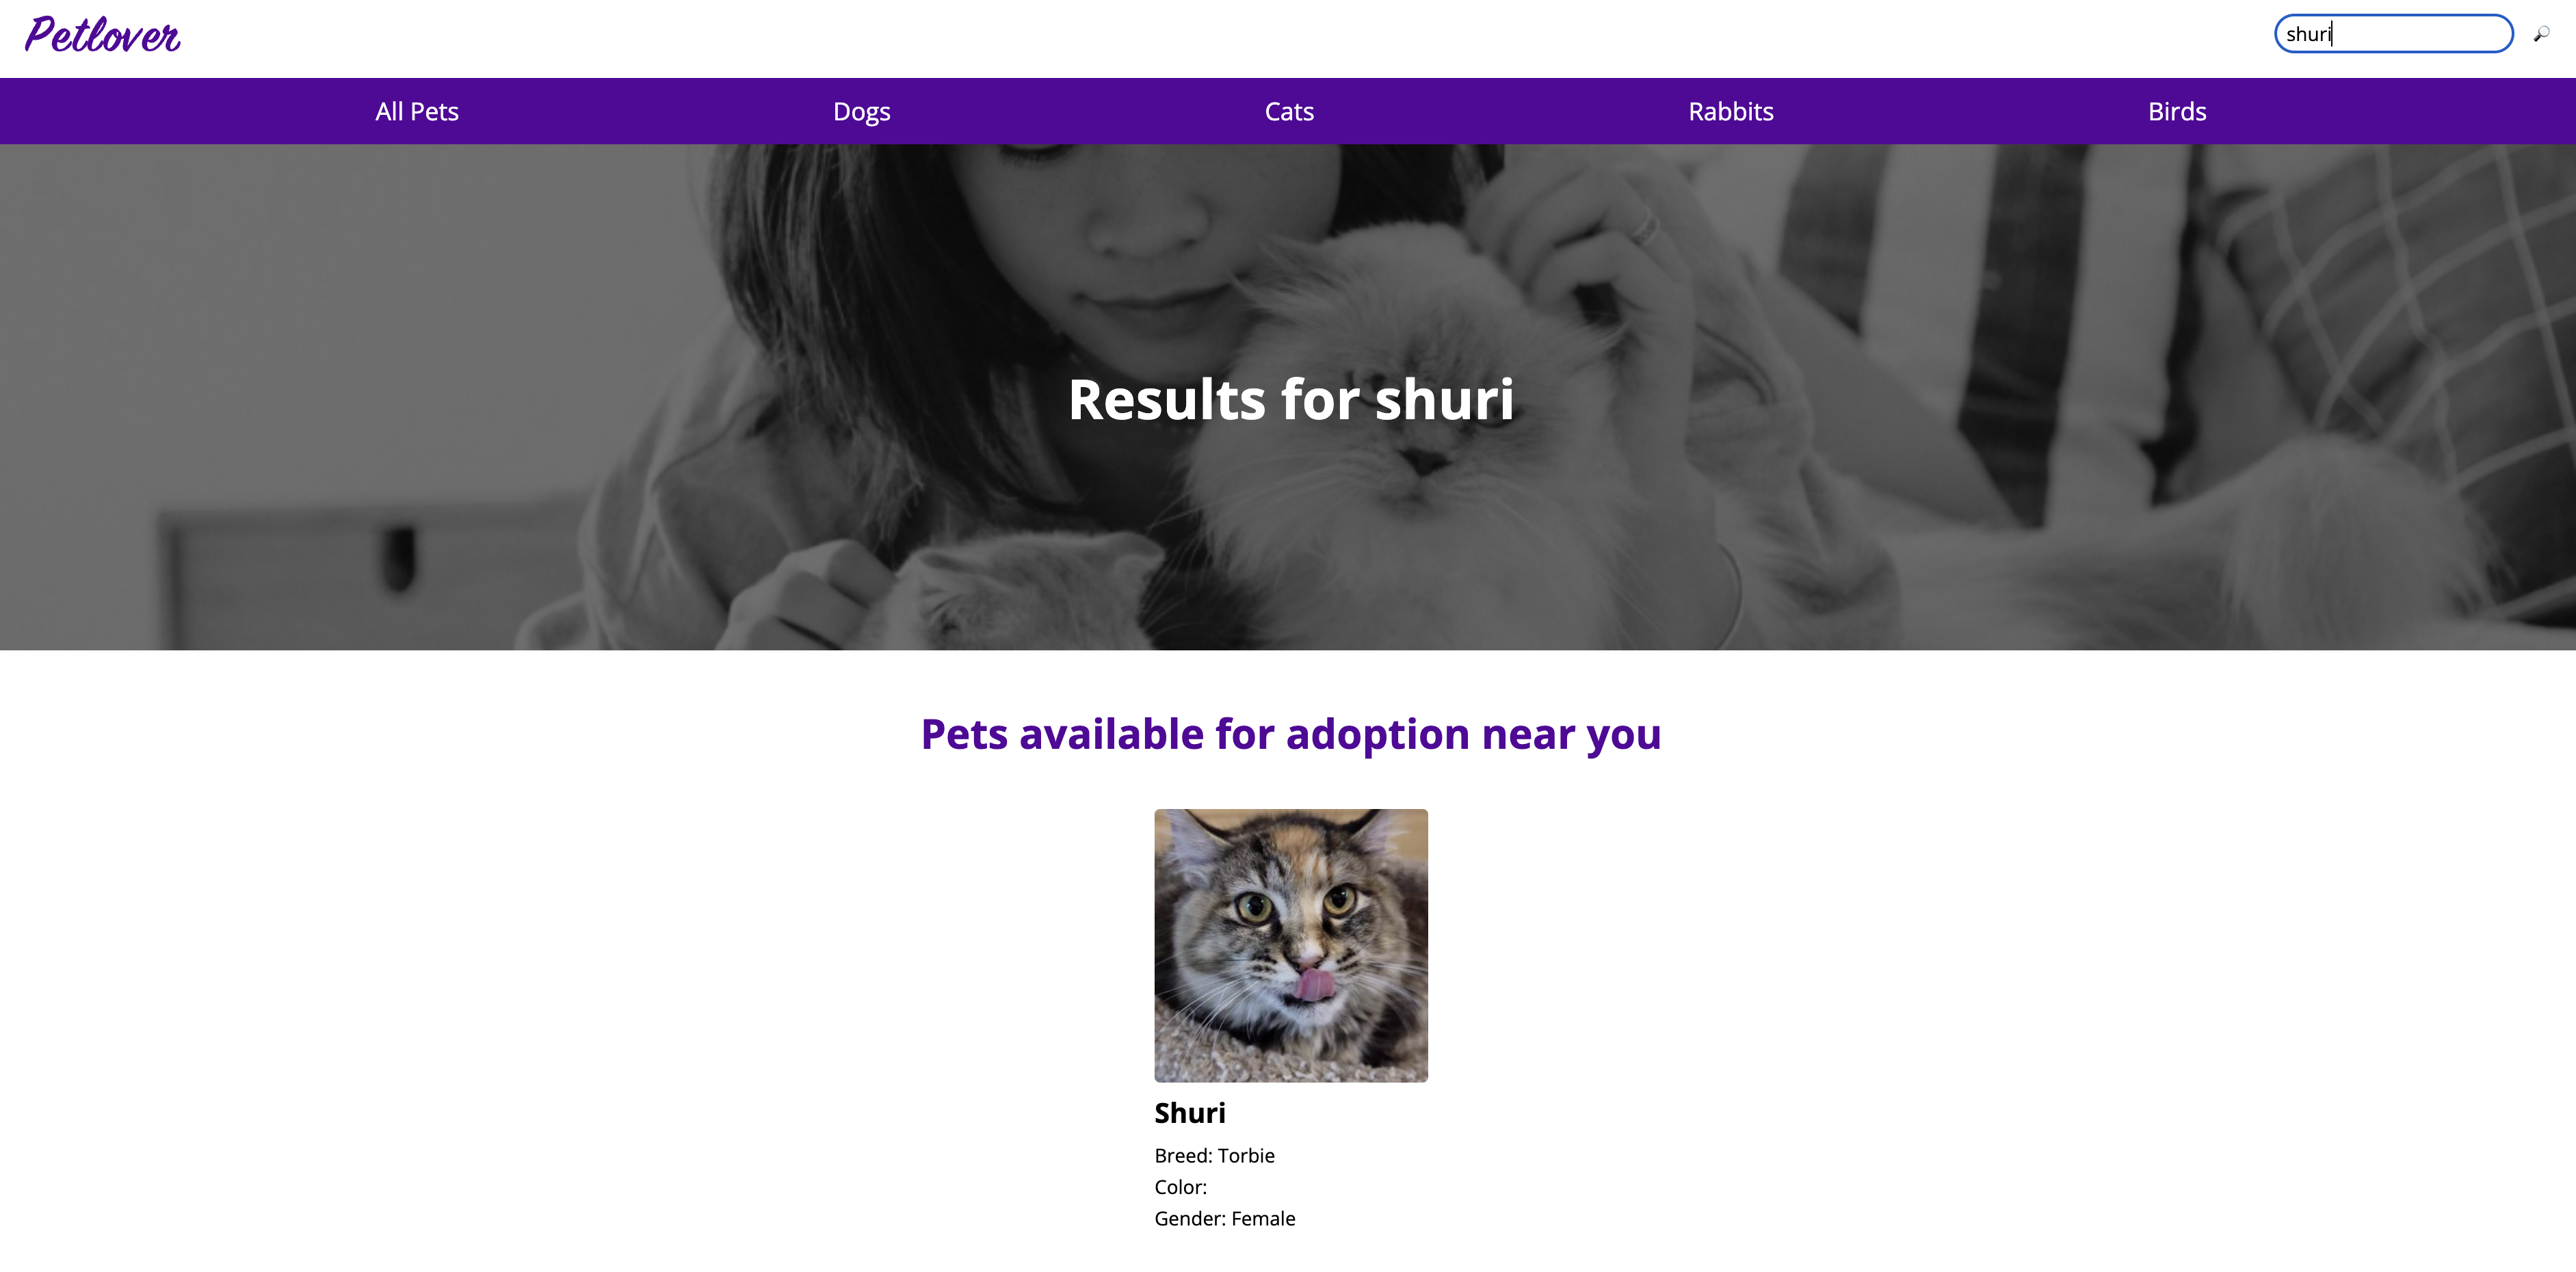 Petlover
shuri
All Pets
Dogs
Cats
Rabbits
Birds
Results for shuri
Pets available for adoption near you
Shuri
Breed: Torbie
Color:
Gender: Female